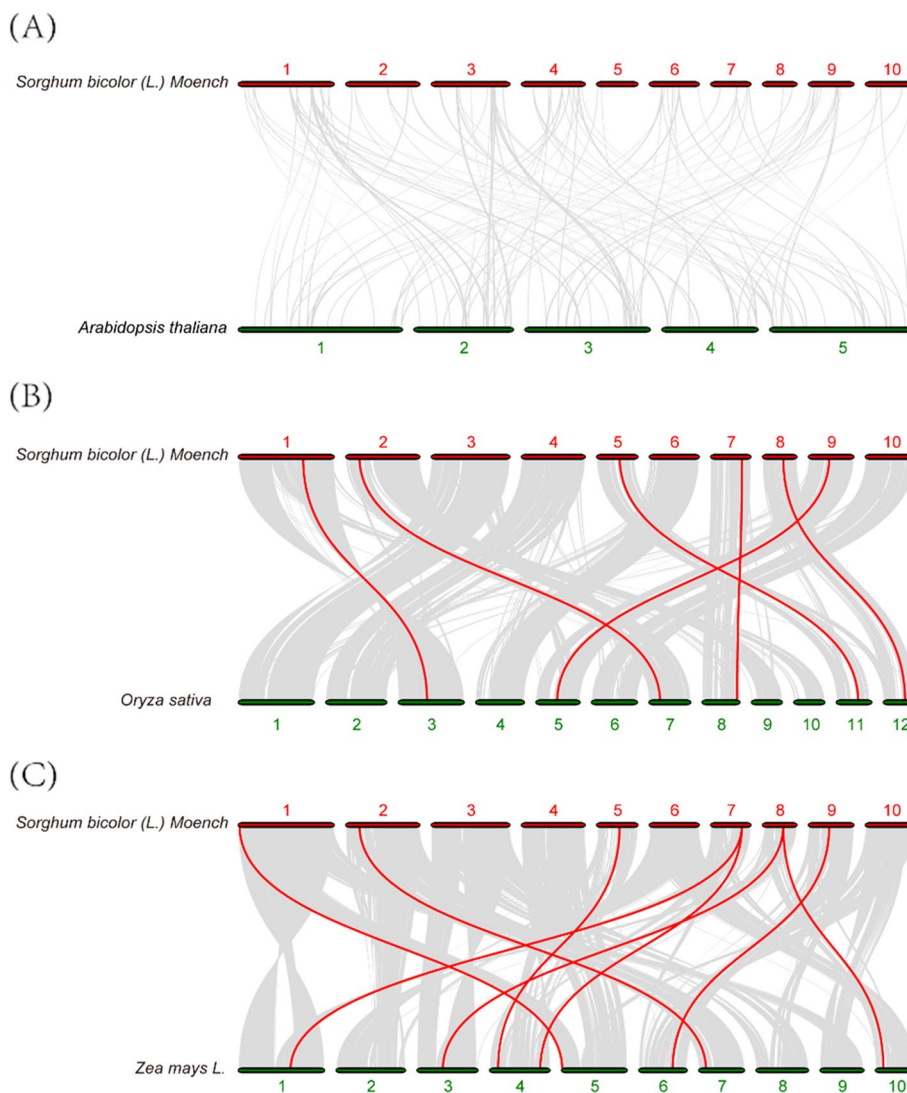 (A)
1 2 3 4 5 6 7 8 9 10
Sorghum bicolor (L.) Moench
Arabidopsis thaliana
1 2 3 4 5
(B)
1 2 3 4 5 6 7 8 9 10
Sorghum bicolor (L.) Moench
Oryza sativa
1 2 3 4 5 6 7 8 9 10 11 12
(C)
1 2 3 4 5 6 7 8 9 10
Sorghum bicolor (L.) Moench
Zea mays L.
1 2 3 4 5 6 7 8 9 10